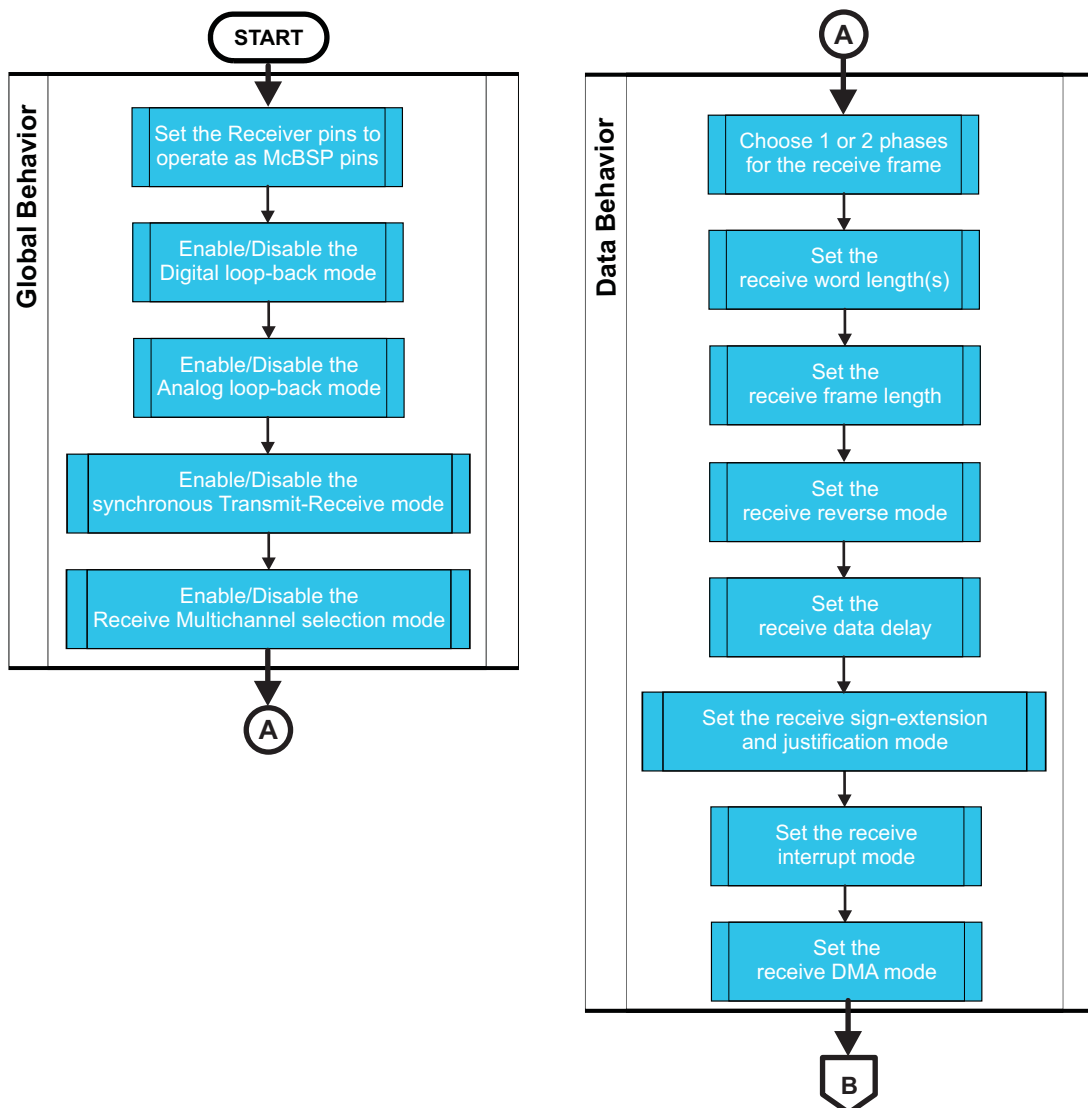 START
Global Behavior
Set the Receiver pins to
operate as McBSP pins
Enable/Disable the
Digital loop-back mode
Enable/Disable the
Analog loop-back mode
Enable/Disable the
synchronous Transmit-Receive mode
Enable/Disable the
Receive Multichannel selection mode
A
A
Data Behavior
Choose 1 or 2 phases
for the receive frame
Set the
receive word length(s)
Set the
receive frame length
Set the
receive reverse mode
Set the
receive data delay
Set the receive sign-extension
and justification mode
Set the receive
interrupt mode
Set the
receive DMA mode
B